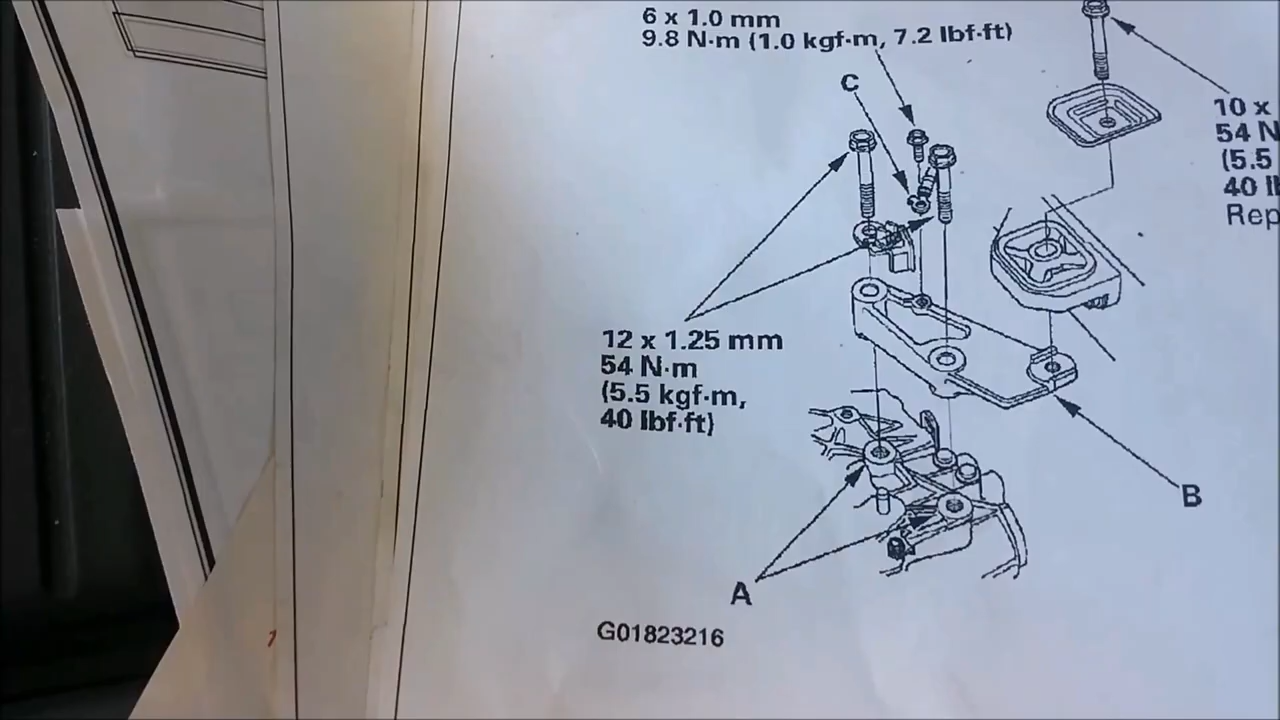 6 x 1.0 mm
9.8 N·m (1.0 kgf·m, 7.2 lbf·ft)
C
10 x
54 N
(5.5
40 lb
Rep
12 x 1.25 mm
54 N·m
(5.5 kgf·m,
40 lbf·ft)
B
A
G01823216